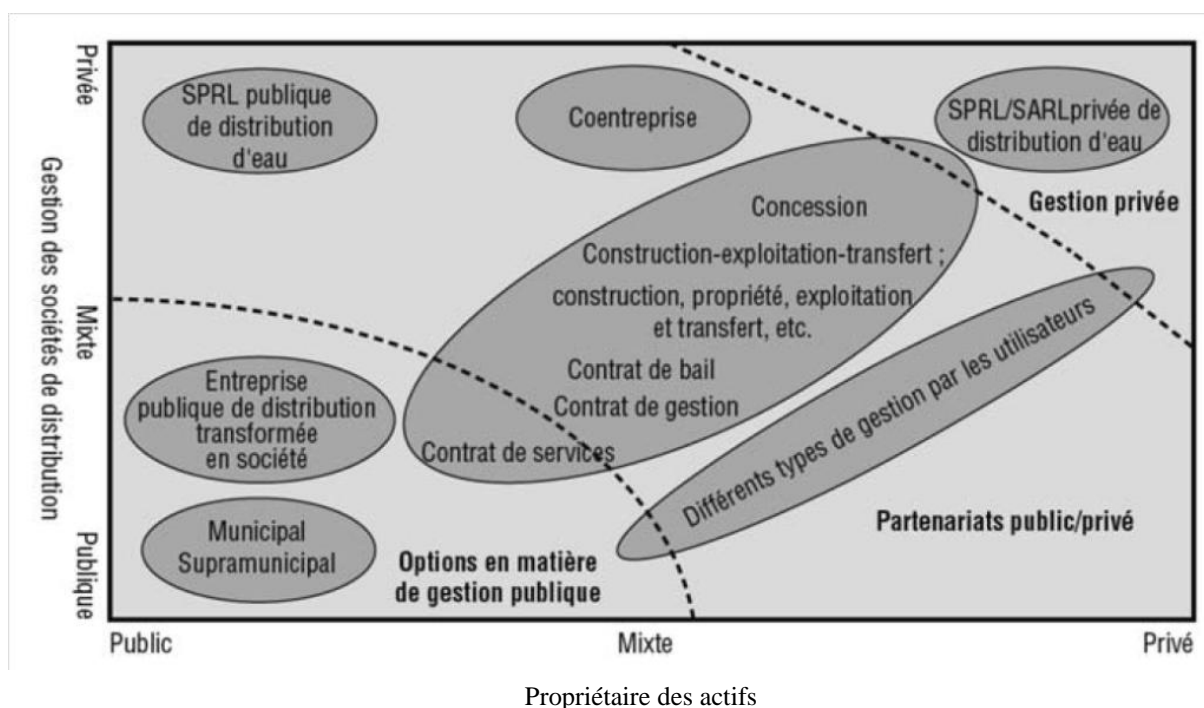 Gestion des sociétés de distribution
Privée
Mixte
Publique
SPRL publique
de distribution
d'eau
Coentreprise
SPRL/SARLprivée de
distribution d'eau
Gestion privée
Concession
Construction-exploitation-transfert ;
construction, propriété, exploitation
et transfert, etc.
Contrat de bail
Contrat de gestion
Contrat de services
Entreprise
publique de distribution
transformée
en société
Différents types de gestion par les utilisateurs
Municipal
Supramunicipal
Options en matière
de gestion publique
Partenariats public/privé
Public
Mixte
Privé
Propriétaire des actifs